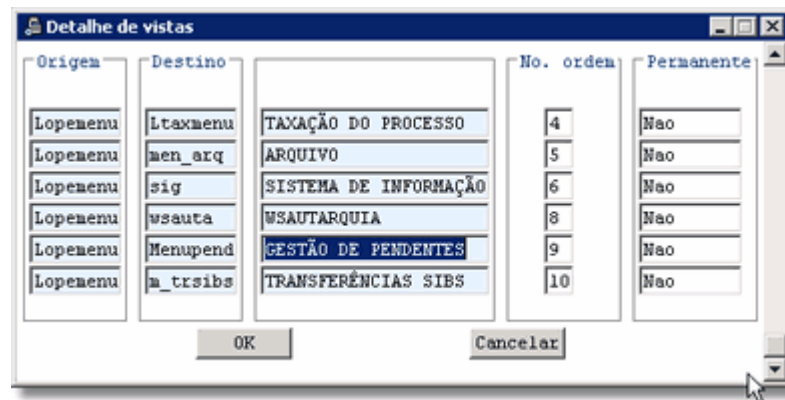 Detalhe de vistas
Origem Destino No. ordem Permanente
Lopemenu Ltaxmenu TAXAÇÃO DO PROCESSO 4 Nao
Lopemenu men_arq ARQUIVO 5 Nao
Lopemenu sig SISTEMA DE INFORMAÇÃO 6 Nao
Lopemenu wsauta WSAUTARQUIA 8 Nao
Lopemenu Menupend GESTÃO DE PENDENTES 9 Nao
Lopemenu m_trsibs TRANSFERÊNCIAS SIBS 10 Nao
OK Cancelar